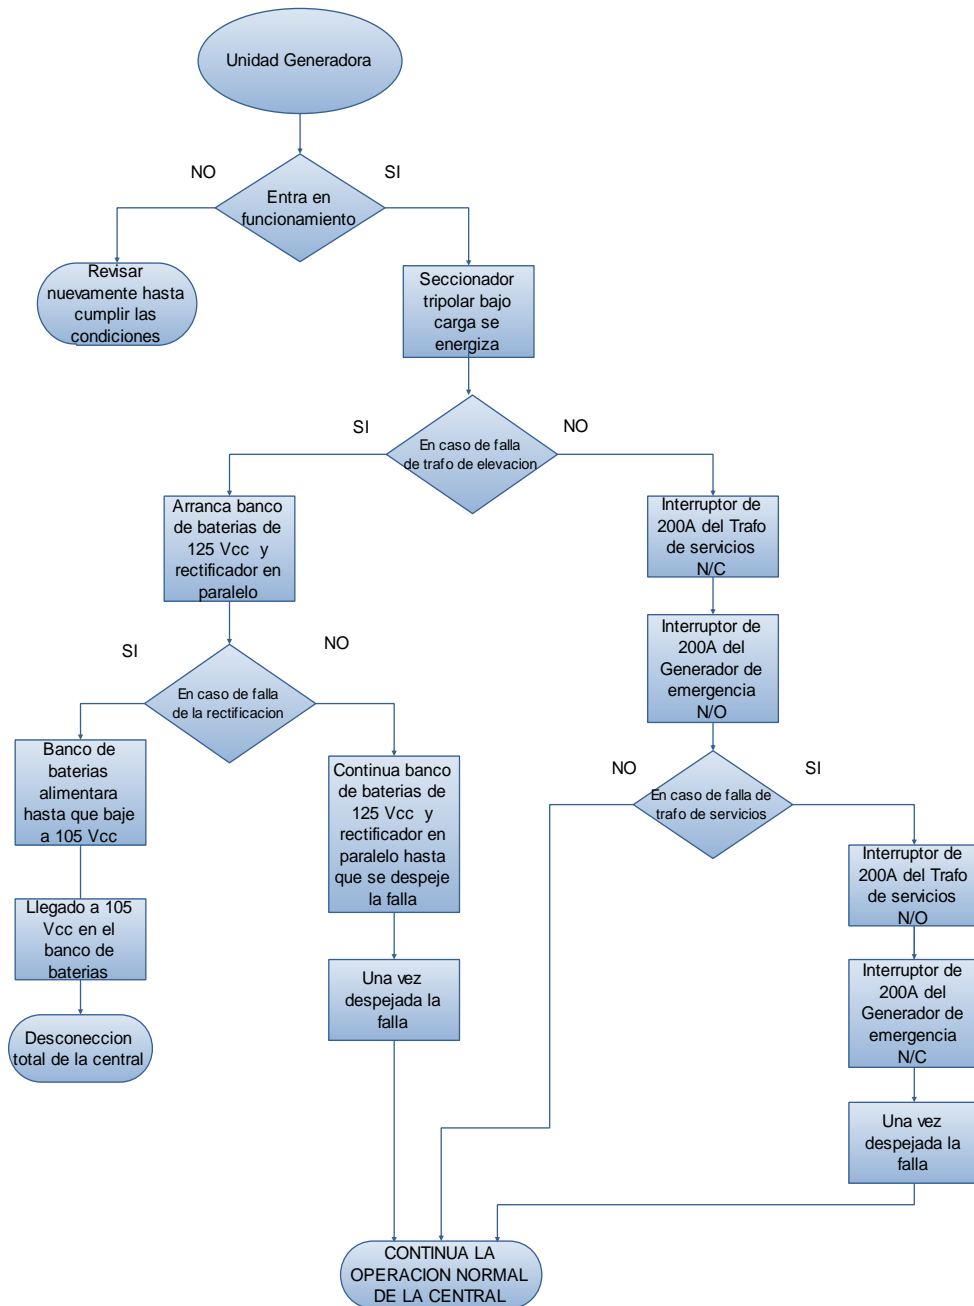 Unidad Generadora
NO
SI
Entra en
funcionamiento
Revisar
nuevamente hasta
cumplir las
condiciones
Seccionador
tripolar bajo
carga se
energiza
SI
NO
En caso de falla
de trafo de elevacion
Arranca banco
de baterias de
125 Vcc y
rectificador en
paralelo
Interruptor de
200A del Trafo
de servicios
N/C
Interruptor de
200A del
Generador de
emergencia
N/O
SI
NO
En caso de falla
de la rectificacion
Banco de
baterias
alimentara
hasta que baje
a 105 Vcc
Continua banco
de baterias de
125 Vcc y
rectificador en
paralelo hasta
que se despeje
la falla
NO
SI
En caso de falla de
trafo de servicios
Interruptor de
200A del Trafo
de servicios
N/O
Llegado a 105
Vcc en el
banco de
baterias
Una vez
despejada la
falla
Interruptor de
200A del
Generador de
emergencia
N/C
Desconeccion
total de la central
Una vez
despejada la
falla
CONTINUA LA
OPERACION NORMAL
DE LA CENTRAL